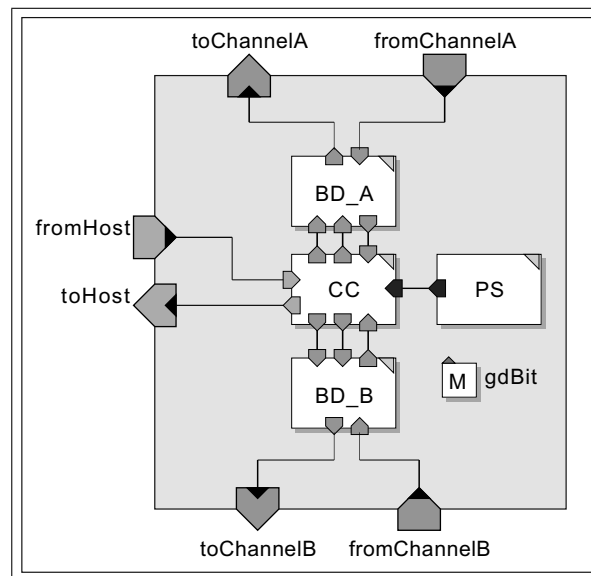 toChannelA fromChannelA
BD_A
fromHost
CC PS
toHost
M gdBit
BD_B
toChannelB fromChannelB